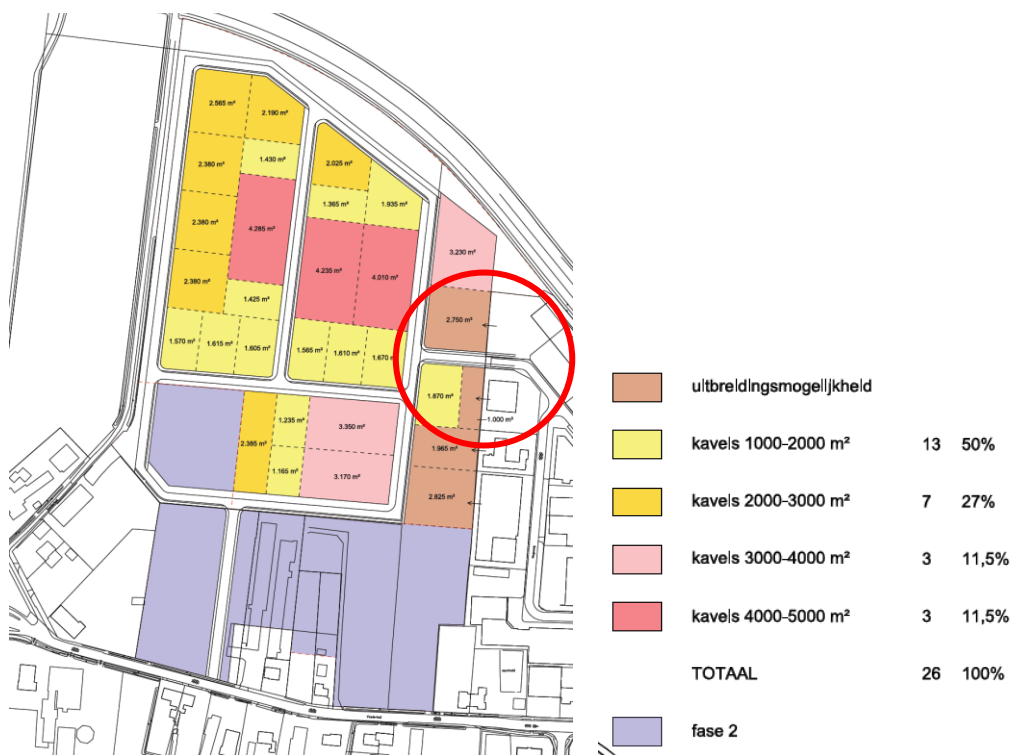 2.565 m²
2.190 m²
2.380 m²
1.430 m²
2.025 m²
1.365 m²
1.935 m²
2.380 m²
4.285 m²
3.230 m²
4.235 m²
4.010 m²
2.380 m²
1.425 m²
2.750 m²
1.570 m²
1.615 m²
1.605 m²
1.565 m²
1.610 m²
1.670 m²
1.870 m²
1.235 m²
3.350 m²
1.000 m²
2.385 m²
1.965 m²
1.165 m²
3.170 m²
2.825 m²
uitbreidingsmogelijkheid
kavels 1000-2000 m² 13 50%
kavels 2000-3000 m² 7 27%
kavels 3000-4000 m² 3 11,5%
kavels 4000-5000 m² 3 11,5%
TOTAAL 26 100%
fase 2